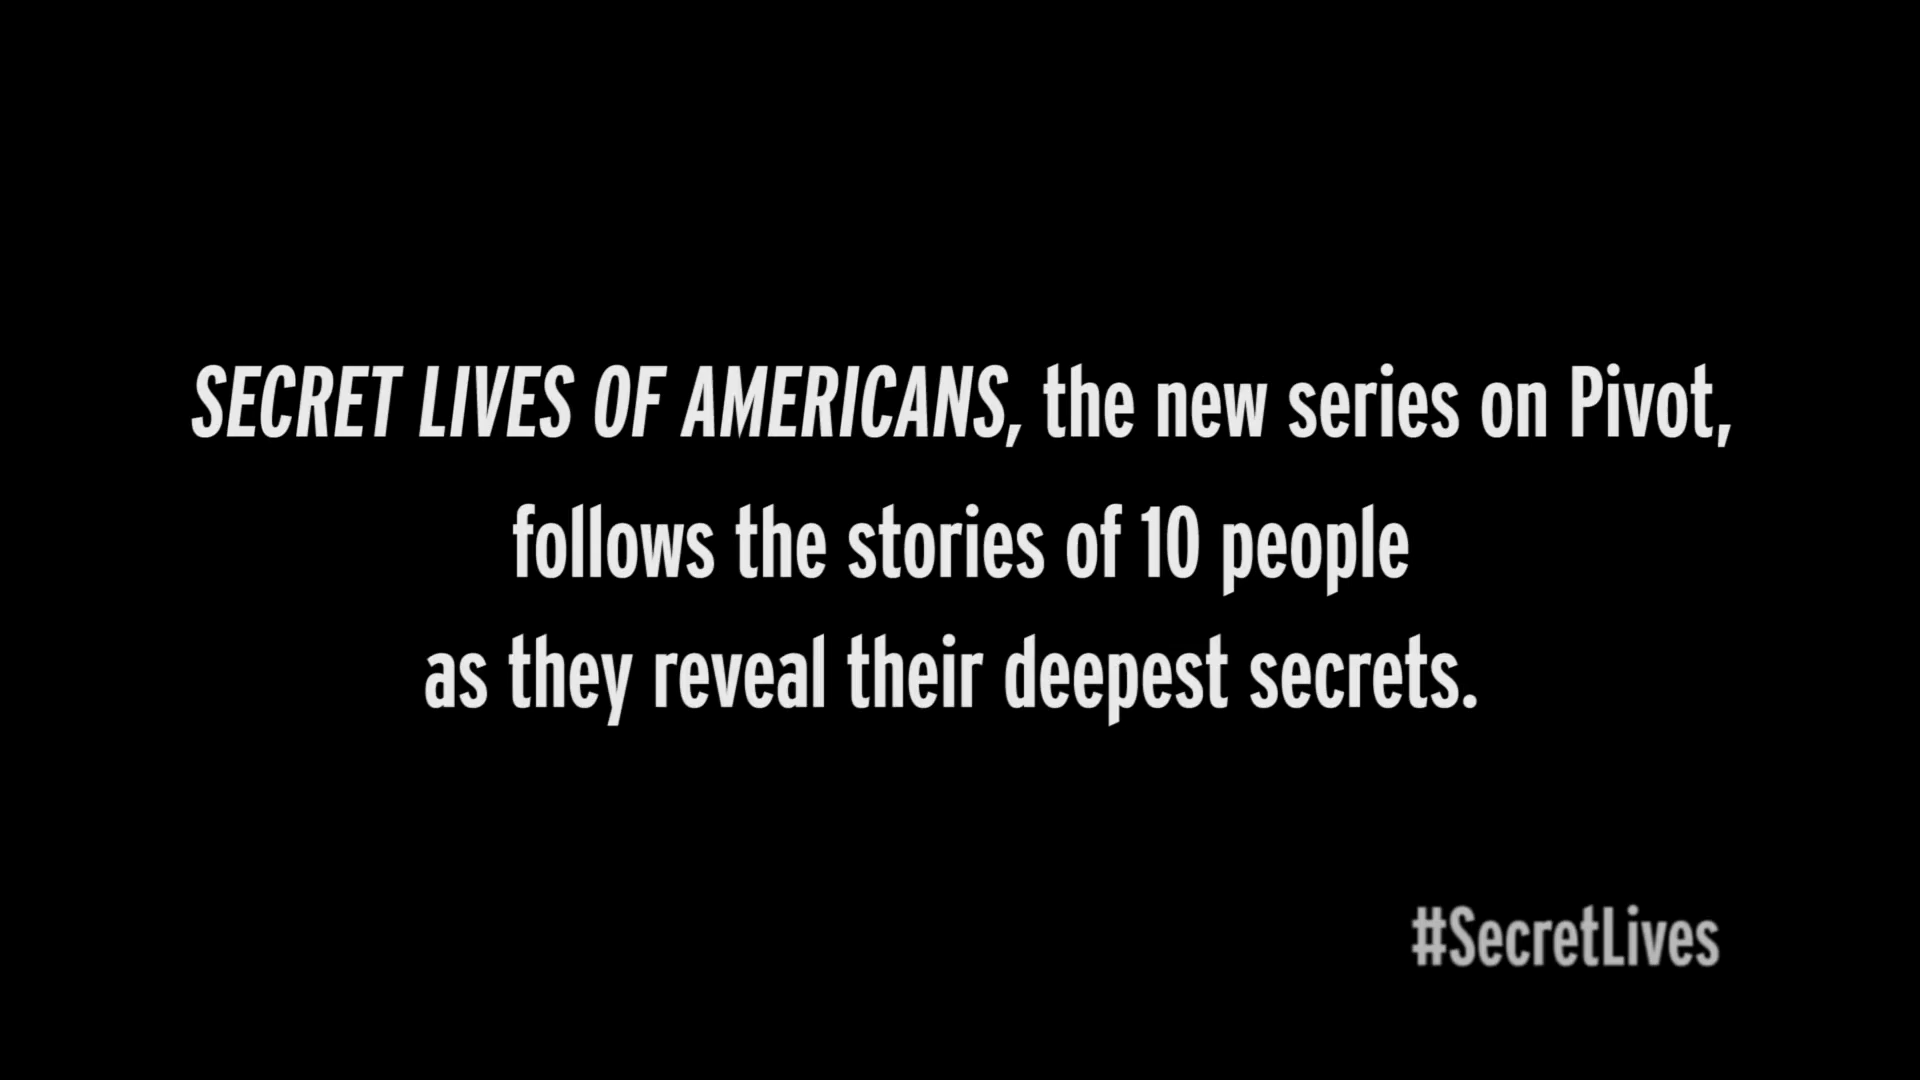 SECRET LIVES OF AMERICANS, the new series on Pivot,
follows the stories of 10 people
as they reveal their deepest secrets.
#SecretLives